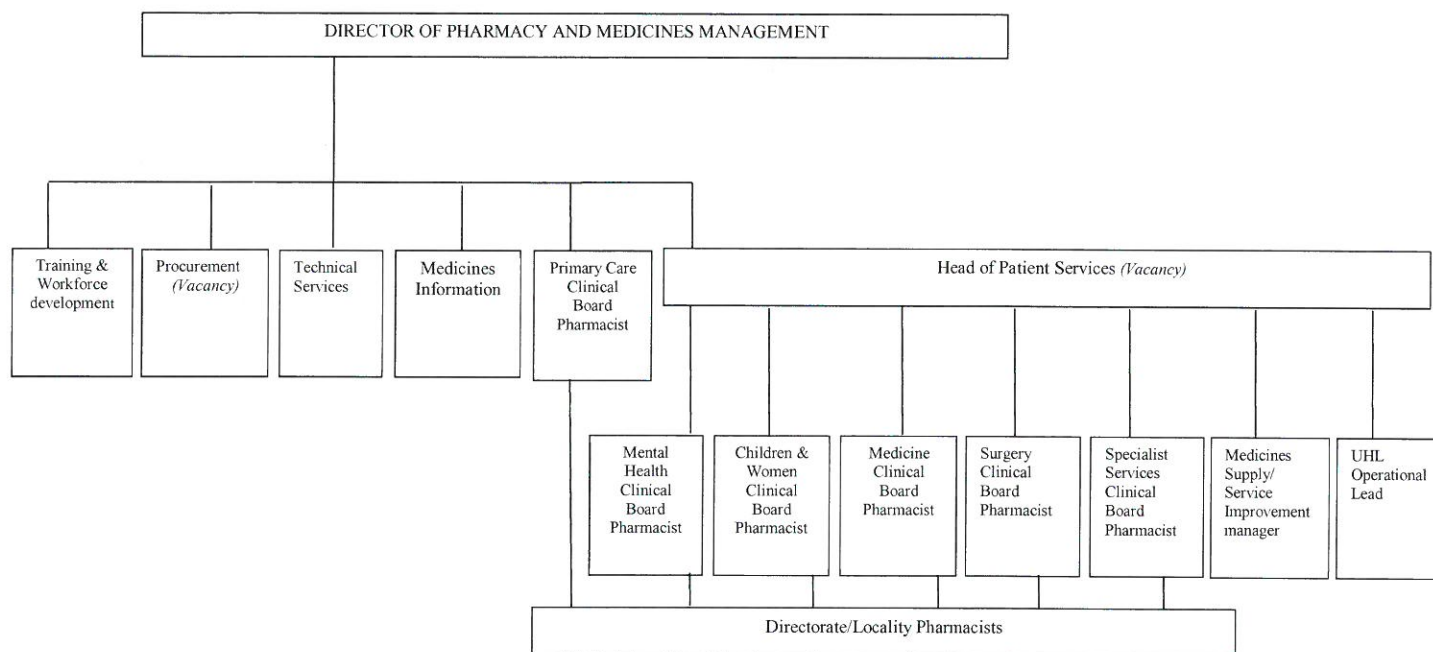 DIRECTOR OF PHARMACY AND MEDICINES MANAGEMENT
Training &
Workforce
development
Procurement
(Vacancy)
Technical
Services
Medicines
Information
Primary Care
Clinical
Board
Pharmacist
Head of Patient Services (Vacancy)
Mental
Health
Clinical
Board
Pharmacist
Children &
Women
Clinical
Board
Pharmacist
Medicine
Clinical
Board
Pharmacist
Surgery
Clinical
Board
Pharmacist
Specialist
Services
Clinical
Board
Pharmacist
Medicines
Supply/
Service
Improvement
manager
UHL
Operational
Lead
Directorate/Locality Pharmacists